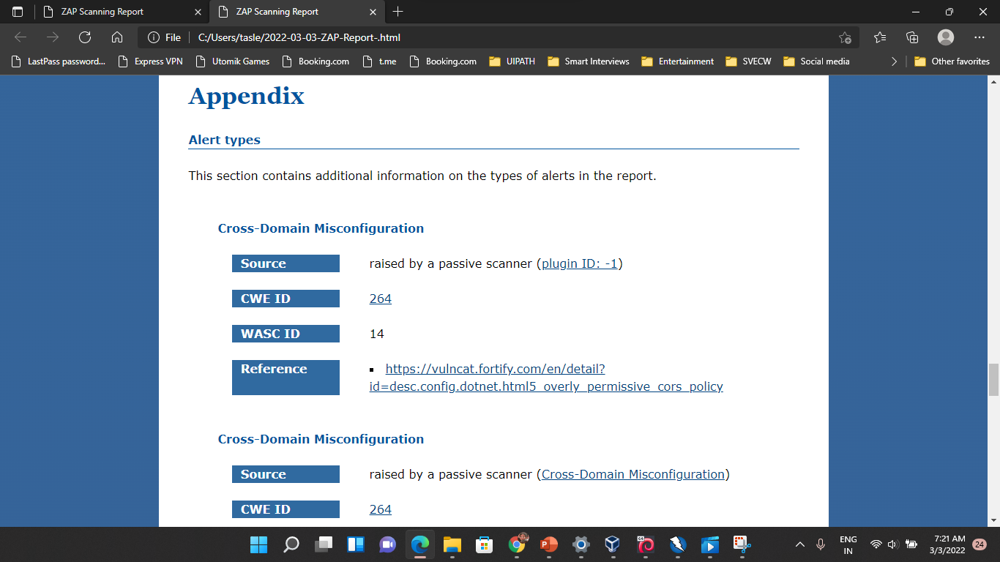 ZAP Scanning Report
ZAP Scanning Report
File
C:/Users/tasle/2022-03-03-ZAP-Report-.html
LastPass password...
Express VPN
Utomik Games
Booking.com
t.me
Booking.com
UIPATH
Smart Interviews
Entertainment
SVECW
Social media
Other favorites
Appendix
Alert types
This section contains additional information on the types of alerts in the report.
Cross-Domain Misconfiguration
Source raised by a passive scanner (plugin ID: -1)
CWE ID 264
WASC ID 14
Reference ▪ https://vulncat.fortify.com/en/detail?
id=desc.config.dotnet.html5_overly_permissive_cors_policy
Cross-Domain Misconfiguration
Source raised by a passive scanner (Cross-Domain Misconfiguration)
CWE ID 264
ENG
IN
7:21 AM
3/3/2022
24